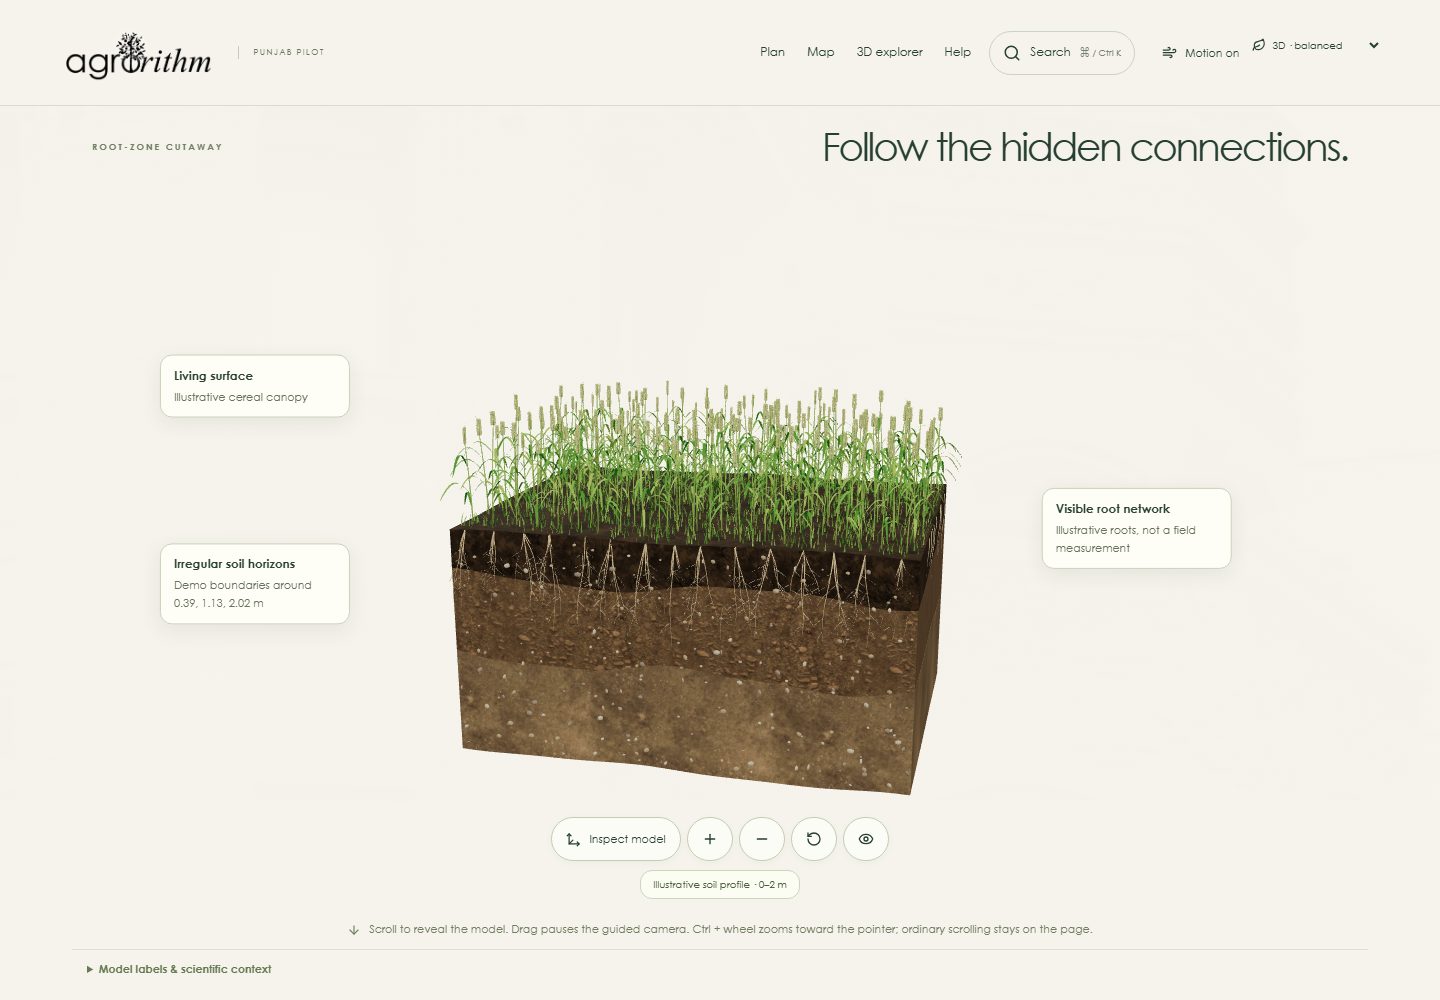 agrorithm
PUNJAB PILOT
Plan
Map
3D explorer
Help
Search ⌘ / Ctrl K
Motion on
3D · balanced
ROOT-ZONE CUTAWAY
Follow the hidden connections.
Living surface
Illustrative cereal canopy
Visible root network
Illustrative roots, not a field
measurement
Irregular soil horizons
Demo boundaries around
0.39, 1.13, 2.02 m
Inspect model
Illustrative soil profile · 0–2 m
Scroll to reveal the model. Drag pauses the guided camera. Ctrl + wheel zooms toward the pointer; ordinary scrolling stays on the page.
Model labels & scientific context